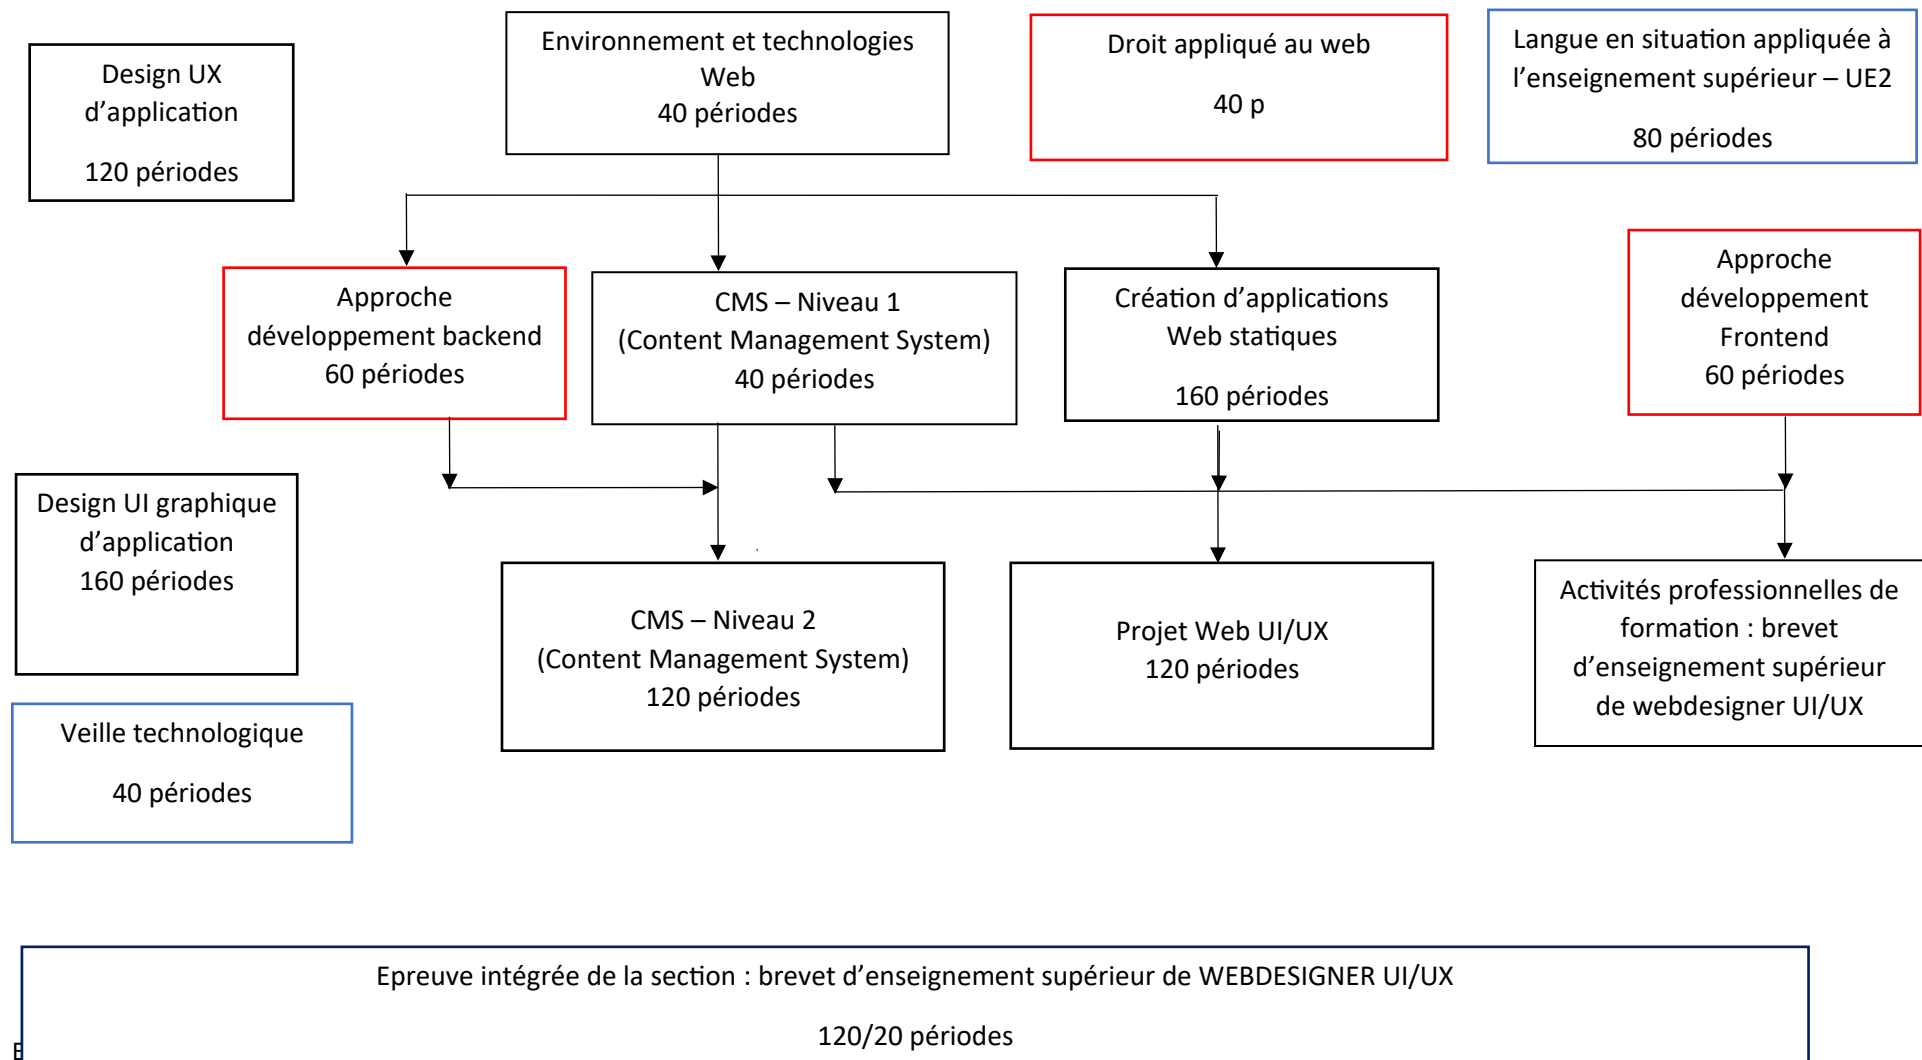 Design UX
d’application
120 périodes
Environnement et technologies
Web
40 périodes
Droit appliqué au web
40 p
Langue en situation appliquée à
l’enseignement supérieur – UE2
80 périodes
Approche
développement backend
60 périodes
CMS – Niveau 1
(Content Management System)
40 périodes
Création d’applications
Web statiques
160 périodes
Approche
développement
Frontend
60 périodes
Design UI graphique
d’application
160 périodes
CMS – Niveau 2
(Content Management System)
120 périodes
Projet Web UI/UX
120 périodes
Activités professionnelles de
formation : brevet
d’enseignement supérieur
de webdesigner UI/UX
Veille technologique
40 périodes
Epreuve intégrée de la section : brevet d’enseignement supérieur de WEBDESIGNER UI/UX
120/20 périodes